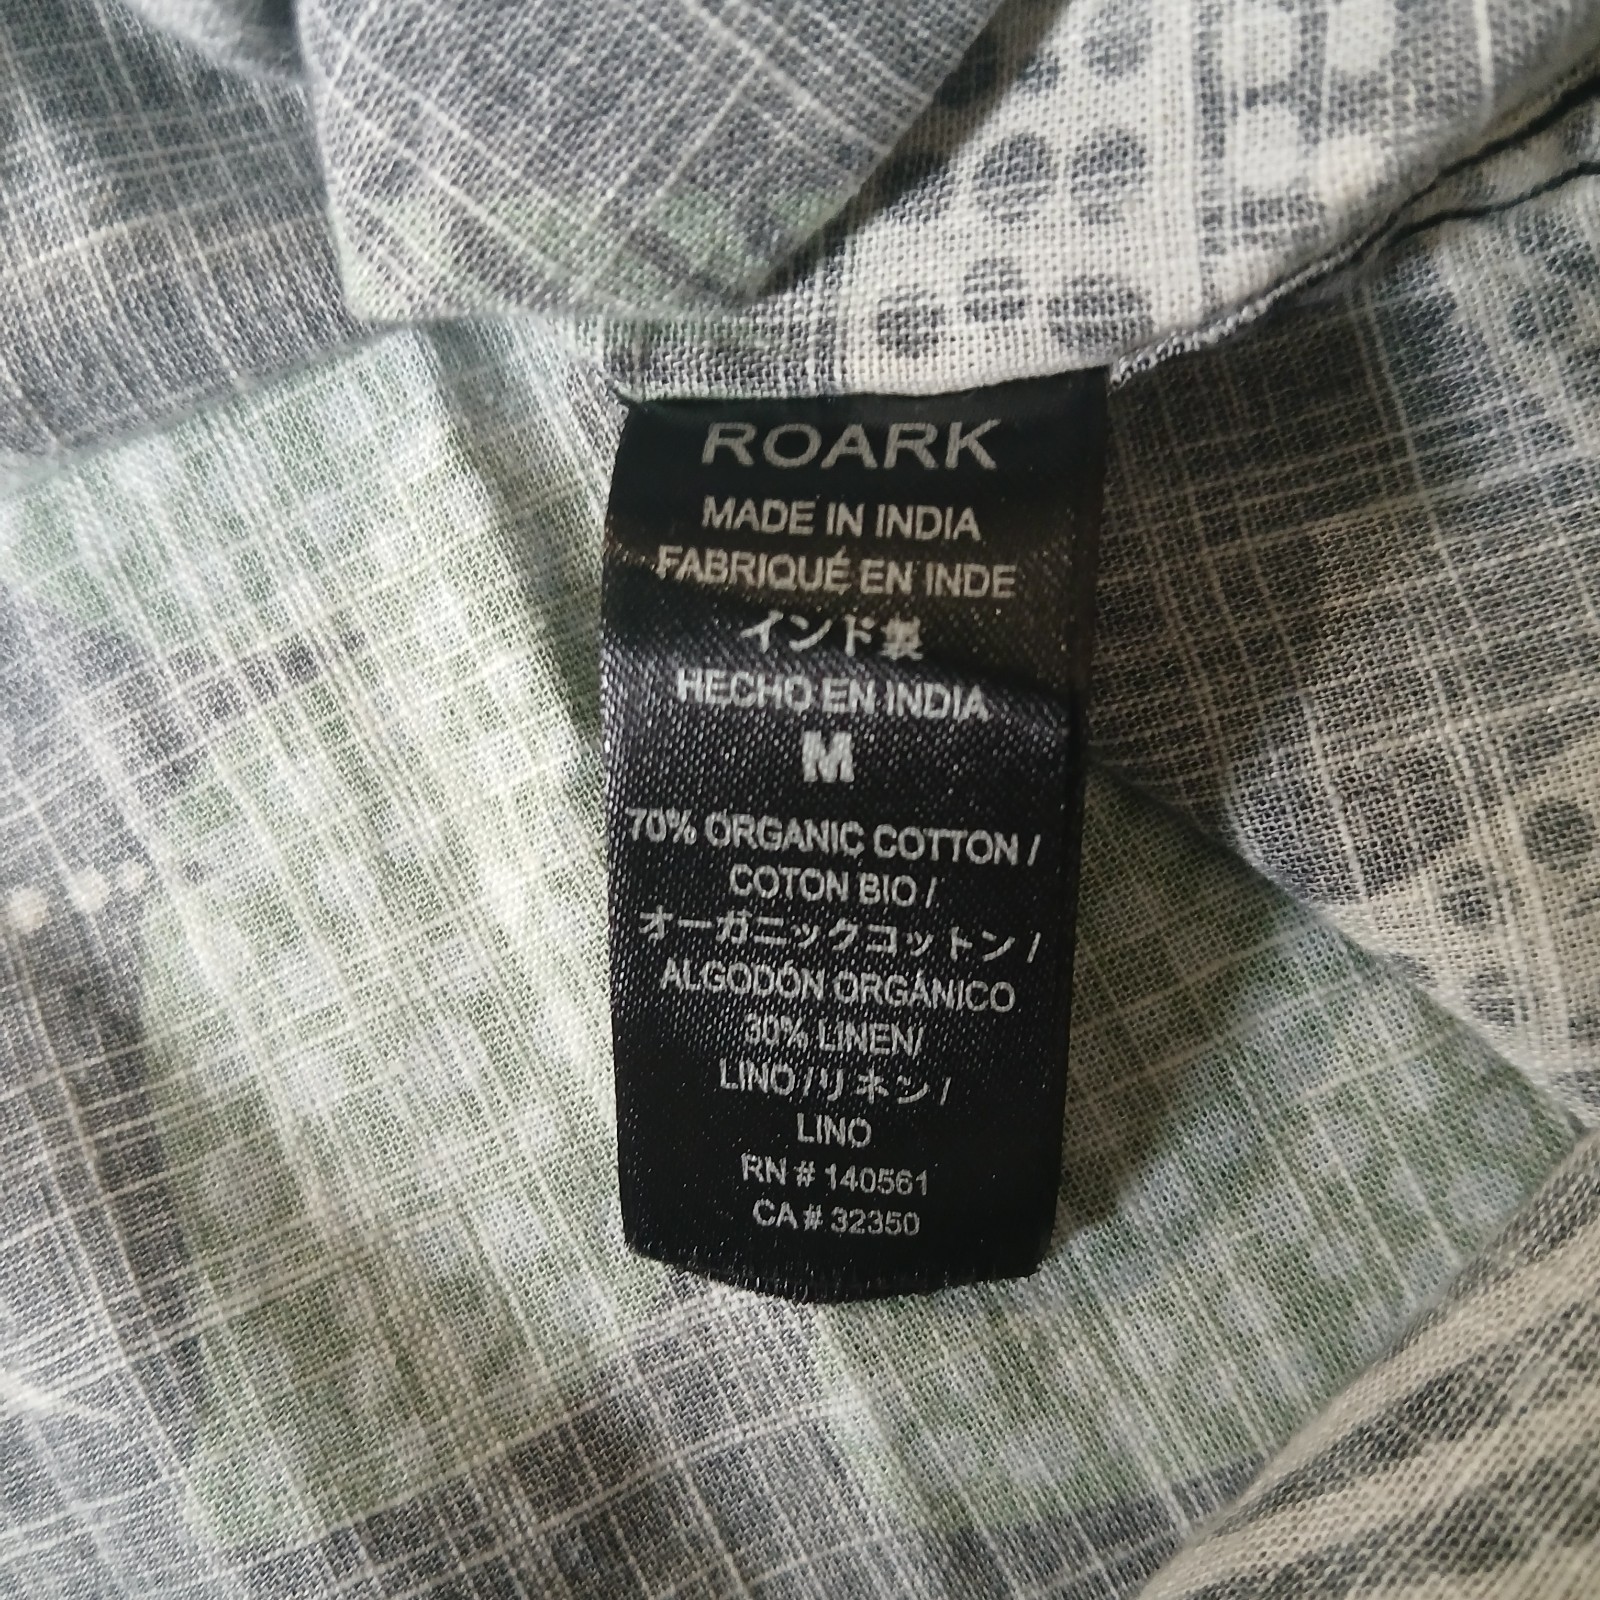 ROARK
MADE IN INDIA
FABRIQUÉ EN INDE
インド製
HECHO EN INDIA
M
70% ORGANIC COTTON /
COTON BIO /
オーガニックコットン /
ALGODÓN ORGÁNICO
30% LINEN/
LINO/リネン /
LINO
RN # 140561
CA # 32350